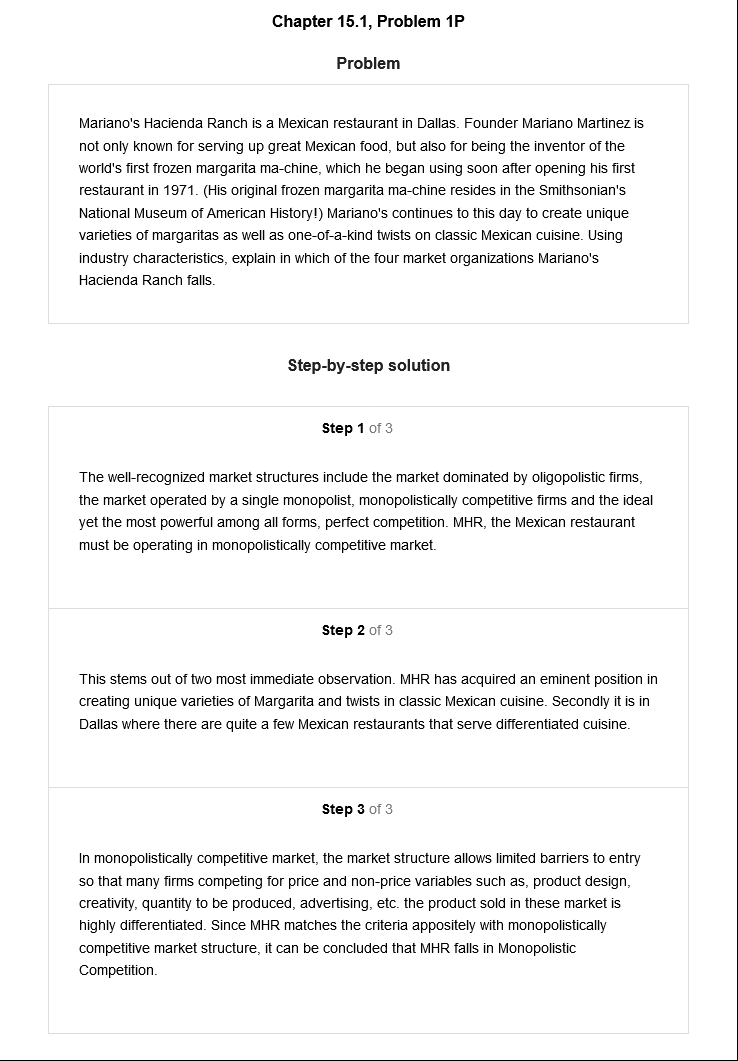 Chapter 15.1, Problem 1P
Problem
Mariano's Hacienda Ranch is a Mexican restaurant in Dallas. Founder Mariano Martinez is
not only known for serving up great Mexican food, but also for being the inventor of the
world's first frozen margarita ma-chine, which he began using soon after opening his first
restaurant in 1971. (His original frozen margarita ma-chine resides in the Smithsonian's
National Museum of American History!) Mariano's continues to this day to create unique
varieties of margaritas as well as one-of-a-kind twists on classic Mexican cuisine. Using
industry characteristics, explain in which of the four market organizations Mariano's
Hacienda Ranch falls.
Step-by-step solution
Step 1 of 3
The well-recognized market structures include the market dominated by oligopolistic firms,
the market operated by a single monopolist, monopolistically competitive firms and the ideal
yet the most powerful among all forms, perfect competition. MHR, the Mexican restaurant
must be operating in monopolistically competitive market.
Step 2 of 3
This stems out of two most immediate observation. MHR has acquired an eminent position in
creating unique varieties of Margarita and twists in classic Mexican cuisine. Secondly it is in
Dallas where there are quite a few Mexican restaurants that serve differentiated cuisine.
Step 3 of 3
In monopolistically competitive market, the market structure allows limited barriers to entry
so that many firms competing for price and non-price variables such as, product design,
creativity, quantity to be produced, advertising, etc. the product sold in these market is
highly differentiated. Since MHR matches the criteria appositely with monopolistically
competitive market structure, it can be concluded that MHR falls in Monopolistic
Competition.